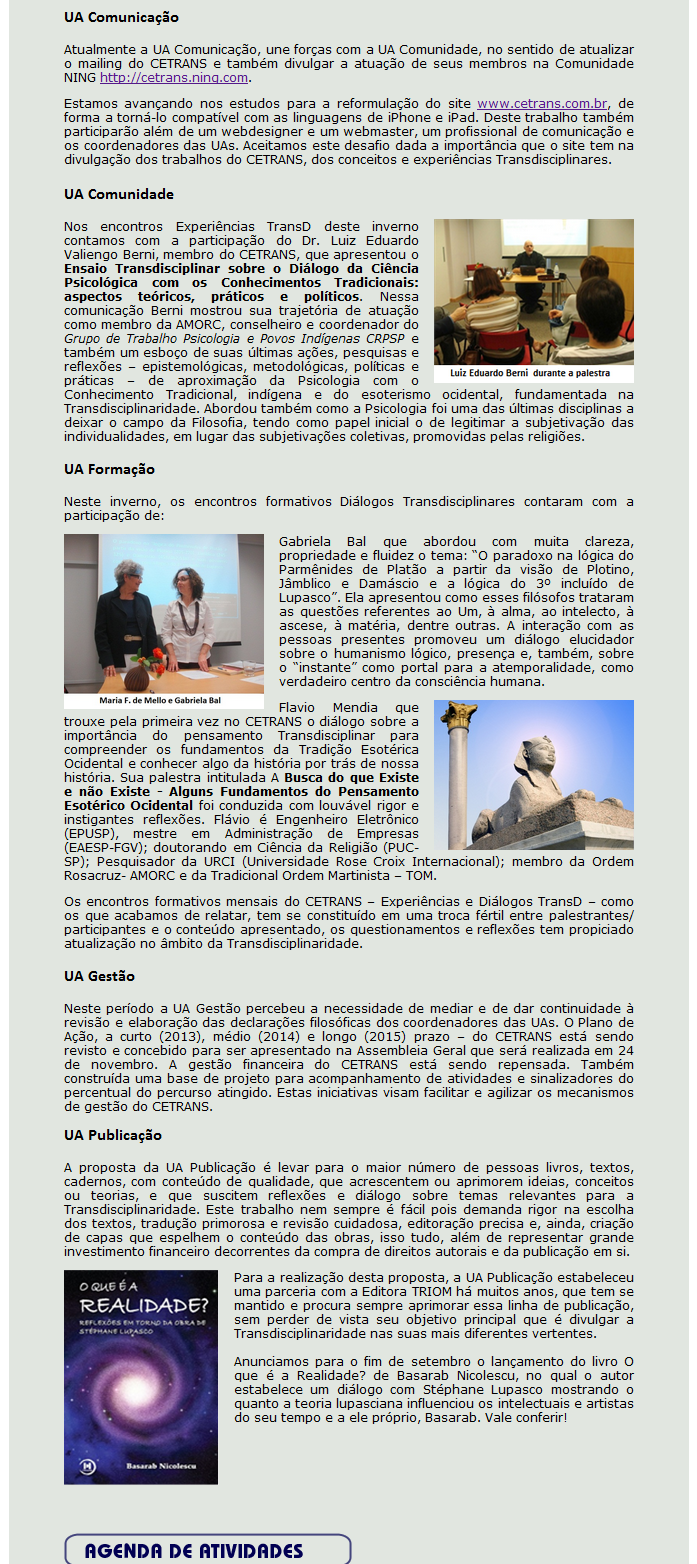 UA Comunicação
Atualmente a UA Comunicação, une forças com a UA Comunidade, no sentido de atualizar
o mailing do CETRANS e também divulgar a atuação de seus membros na Comunidade
NING http://cetrans.ning.com.
Estamos avançando nos estudos para a reformulação do site www.cetrans.com.br, de
forma a torná-lo compatível com as linguagens de iPhone e iPad. Deste trabalho também
participarão além de um webdesigner e um webmaster, um profissional de comunicação e
os coordenadores das UAs. Aceitamos este desafio dada a importância que o site tem na
divulgação dos trabalhos do CETRANS, dos conceitos e experiências Transdisciplinares.
UA Comunidade
Nos encontros Experiências TransD deste inverno
contamos com a participação do Dr. Luiz Eduardo
Valiengo Berni, membro do CETRANS, que apresentou o
Ensaio Transdisciplinar sobre o Diálogo da Ciência
Psicológica com os Conhecimentos Tradicionais:
aspectos teóricos, práticos e políticos. Nessa
comunicação Berni mostrou sua trajetória de atuação
como membro da AMORC, conselheiro e coordenador do
Grupo de Trabalho Psicologia e Povos Indígenas CRPSP e
também um esboço de suas últimas ações, pesquisas e
reflexões – epistemológicas, metodológicas, políticas e
práticas – de aproximação da Psicologia com o
Conhecimento Tradicional, indígena e do esoterismo ocidental, fundamentada na
Transdisciplinaridade. Abordou também como a Psicologia foi uma das últimas disciplinas a
deixar o campo da Filosofia, tendo como papel inicial o de legitimar a subjetivação das
individualidades, em lugar das subjetivações coletivas, promovidas pelas religiões.
Luiz Eduardo Berni durante a palestra
UA Formação
Neste inverno, os encontros formativos Diálogos Transdisciplinares contaram com a
participação de:
Gabriela Bal que abordou com muita clareza,
propriedade e fluidez o tema: “O paradoxo na lógica do
Parmênides de Platão a partir da visão de Plotino,
Jâmblico e Damáscio e a lógica do 3º incluído de
Lupasco”. Ela apresentou como esses filósofos trataram
as questões referentes ao Um, à alma, ao intelecto, à
ascese, à matéria, dentre outras. A interação com as
pessoas presentes promoveu um diálogo elucidador
sobre o humanismo lógico, presença e, também, sobre
o “instante” como portal para a atemporalidade, como
verdadeiro centro da consciência humana.
Maria F. de Mello e Gabriela Bal
Flavio Mendia que
trouxe pela primeira vez no CETRANS o diálogo sobre a
importância do pensamento Transdisciplinar para
compreender os fundamentos da Tradição Esotérica
Ocidental e conhecer algo da história por trás de nossa
história. Sua palestra intitulada A Busca do que Existe
e não Existe - Alguns Fundamentos do Pensamento
Esotérico Ocidental foi conduzida com louvável rigor e
instigantes reflexões. Flávio é Engenheiro Eletrônico
(EPUSP), mestre em Administração de Empresas
(EAESP-FGV); doutorando em Ciência da Religião (PUC-
SP); Pesquisador da URCI (Universidade Rose Croix Internacional); membro da Ordem
Rosacruz- AMORC e da Tradicional Ordem Martinista – TOM.
Os encontros formativos mensais do CETRANS – Experiências e Diálogos TransD – como
os que acabamos de relatar, tem se constituído em uma troca fértil entre palestrantes/
participantes e o conteúdo apresentado, os questionamentos e reflexões tem propiciado
atualização no âmbito da Transdisciplinaridade.
UA Gestão
Neste período a UA Gestão percebeu a necessidade de mediar e de dar continuidade à
revisão e elaboração das declarações filosóficas dos coordenadores das UAs. O Plano de
Ação, a curto (2013), médio (2014) e longo (2015) prazo – do CETRANS está sendo
revisto e concebido para ser apresentado na Assembleia Geral que será realizada em 24
de novembro. A gestão financeira do CETRANS está sendo repensada. Também
construída uma base de projeto para acompanhamento de atividades e sinalizadores do
percentual do percurso atingido. Estas iniciativas visam facilitar e agilizar os mecanismos
de gestão do CETRANS.
UA Publicação
A proposta da UA Publicação é levar para o maior número de pessoas livros, textos,
cadernos, com conteúdo de qualidade, que acrescentem ou aprimorem ideias, conceitos
ou teorias, e que suscitem reflexões e diálogo sobre temas relevantes para a
Transdisciplinaridade. Este trabalho nem sempre é fácil pois demanda rigor na escolha
dos textos, tradução primorosa e revisão cuidadosa, editoração precisa e, ainda, criação
de capas que espelhem o conteúdo das obras, isso tudo, além de representar grande
investimento financeiro decorrentes da compra de direitos autorais e da publicação em si.
O QUE É A
REALIDADE?
REFLEXÕES EM TORNO DA OBRA DE
STÉPHANE LUPASCO
Basarab Nicolescu
Para a realização desta proposta, a UA Publicação estabeleceu
uma parceria com a Editora TRIOM há muitos anos, que tem se
mantido e procura sempre aprimorar essa linha de publicação,
sem perder de vista seu objetivo principal que é divulgar a
Transdisciplinaridade nas suas mais diferentes vertentes.
Anunciamos para o fim de setembro o lançamento do livro O
que é a Realidade? de Basarab Nicolescu, no qual o autor
estabelece um diálogo com Stéphane Lupasco mostrando o
quanto a teoria lupasciana influenciou os intelectuais e artistas
do seu tempo e a ele próprio, Basarab. Vale conferir!
AGENDA DE ATIVIDADES